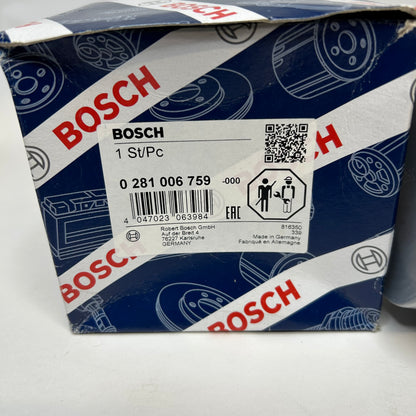 BOSCH
BOSCH
BOSCH
1 St/Pc
0 281 006 759 -000
4 047023 063984
EAC
Robert Bosch GmbH
Auf der Breit 4
76227 Karlsruhe
GERMANY
816350
339
Made in Germany
Fabriqué en Allemagne
BOSCH
BOSCH